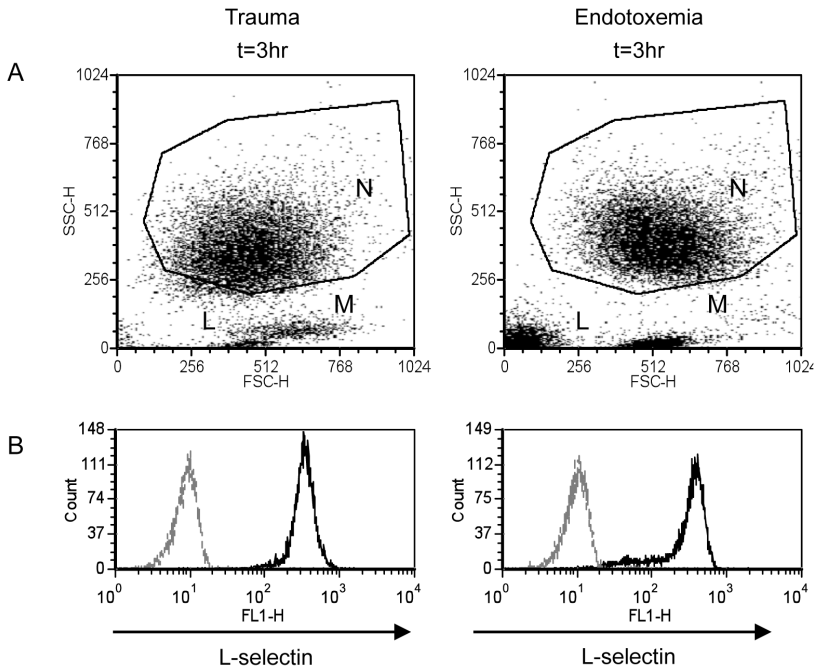 Trauma
Endotoxemia
t=3hr
t=3hr
A
1024
768
512
256
0
SSC-H
N
M
L
0 256 512 768 1024
FSC-H
1024
768
512
256
0
SSC-H
N
M
L
0 256 512 768 1024
FSC-H
B
148
111
74
37
0
Count
10^0 10^1 10^2 10^3 10^4
FL1-H
L-selectin
148
111
74
37
0
Count
10^0 10^1 10^2 10^3 10^4
FL1-H
L-selectin